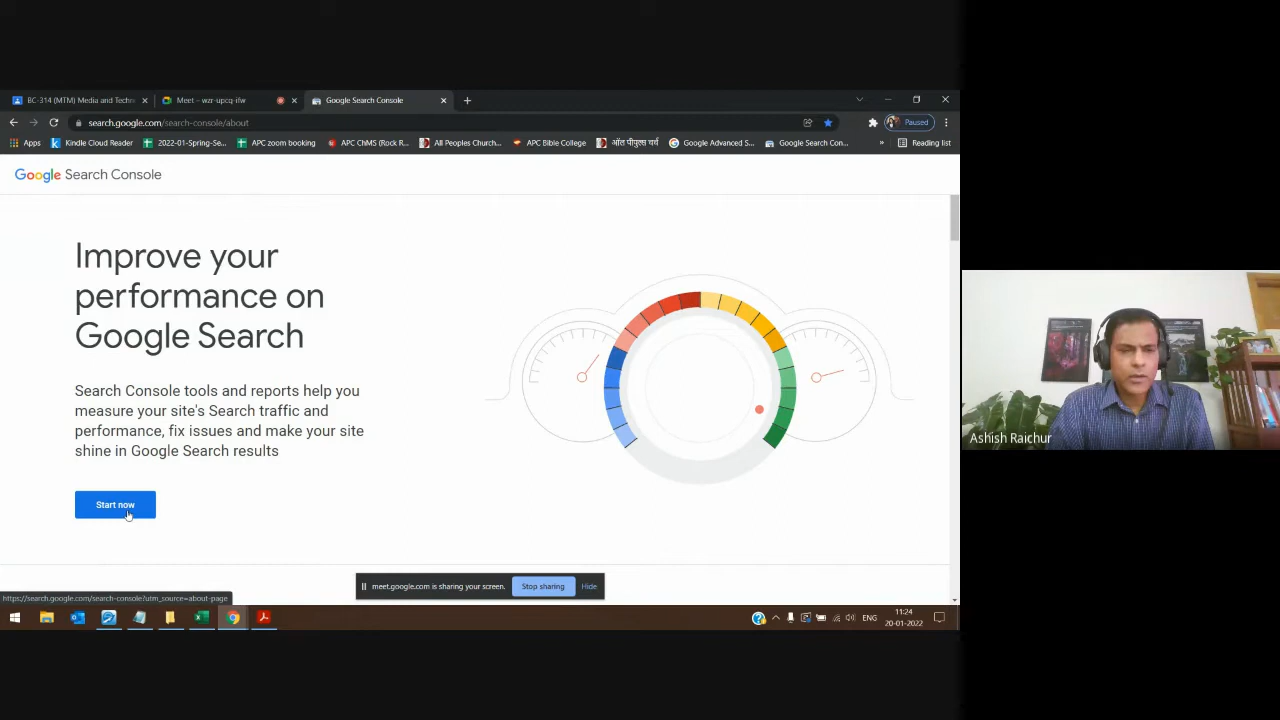 BC-314 (MTM) Media and Techn
Meet – wzr-upcq-ifw
Google Search Console
search.google.com/search-console/about
Paused
Apps
Kindle Cloud Reader
2022-01-Spring-Se...
APC zoom booking
APC ChMS (Rock R...
All Peoples Church...
APC Bible College
ऑल पीपुल्स चर्च
Google Advanced S...
Google Search Con...
»
Reading list
Google Search Console
Improve your
performance on
Google Search
Search Console tools and reports help you
measure your site's Search traffic and
performance, fix issues and make your site
shine in Google Search results
Start now
Ashish Raichur
meet.google.com is sharing your screen.
Stop sharing
Hide
https://search.google.com/search-console/?utm_source=about-page
ENG
11:24
20-01-2022